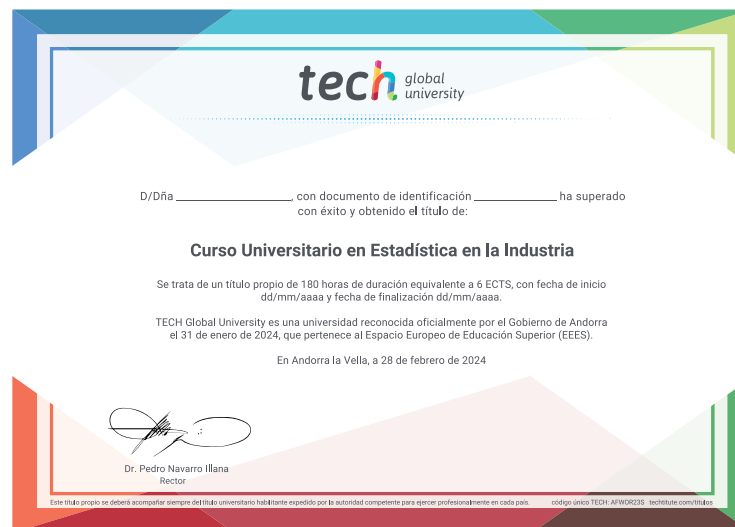 tech global university
D/Dña ______________, con documento de identificación __________ ha superado
con éxito y obtenido el título de:
Curso Universitario en Estadística en la Industria
Se trata de un título propio de 180 horas de duración equivalente a 6 ECTS, con fecha de inicio
dd/mm/aaaa y fecha de finalización dd/mm/aaaa.
TECH Global University es una universidad reconocida oficialmente por el Gobierno de Andorra
el 31 de enero de 2024, que pertenece al Espacio Europeo de Educación Superior (EEES).
En Andorra la Vella, a 28 de febrero de 2024
Dr. Pedro Navarro Illana
Rector
Este título propio se deberá acompañar siempre del título universitario habilitante expedido por la autoridad competente para ejercer profesionalmente en cada país. código único TECH: AFWOR23S techtitute.com/títulos